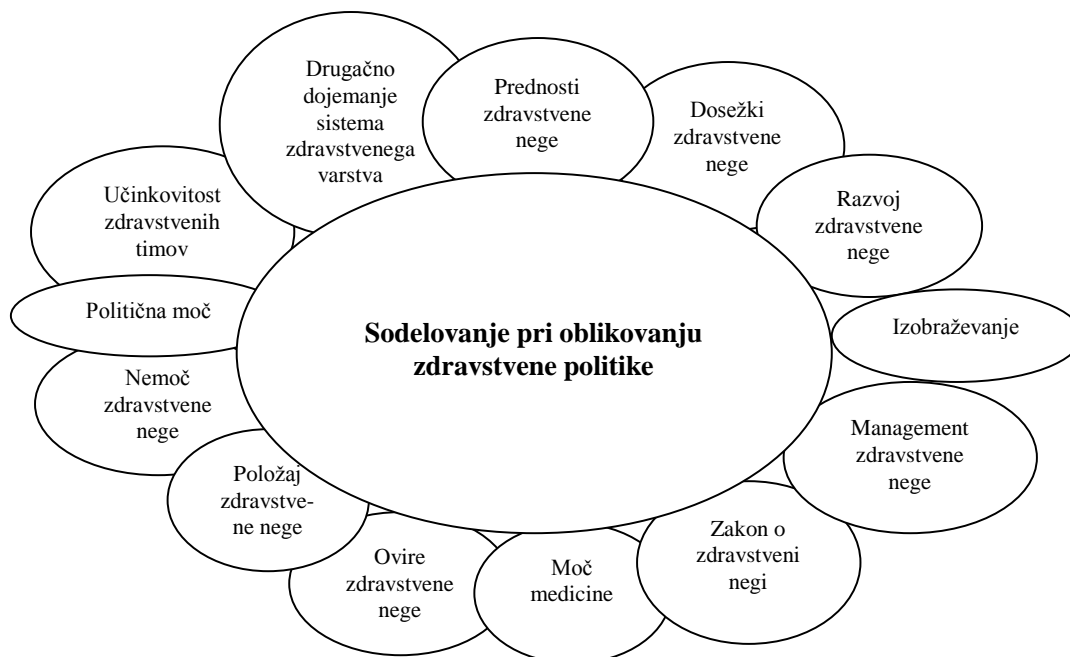 Drugačno
dojemanje
sistema
zdravstvenega
varstva
Prednosti
zdravstvene
nege
Dosežki
zdravstvene
nege
Razvoj
zdravstvene
nege
Izobraževanje
Management
zdravstvene
nege
Zakon o
zdravstveni
negi
Moč
medicine
Ovire
zdravstvene
nege
Položaj
zdravstve-
ne nege
Nemoč
zdravstvene
nege
Politična moč
Učinkovitost
zdravstvenih
timov
Sodelovanje pri oblikovanju
zdravstvene politike